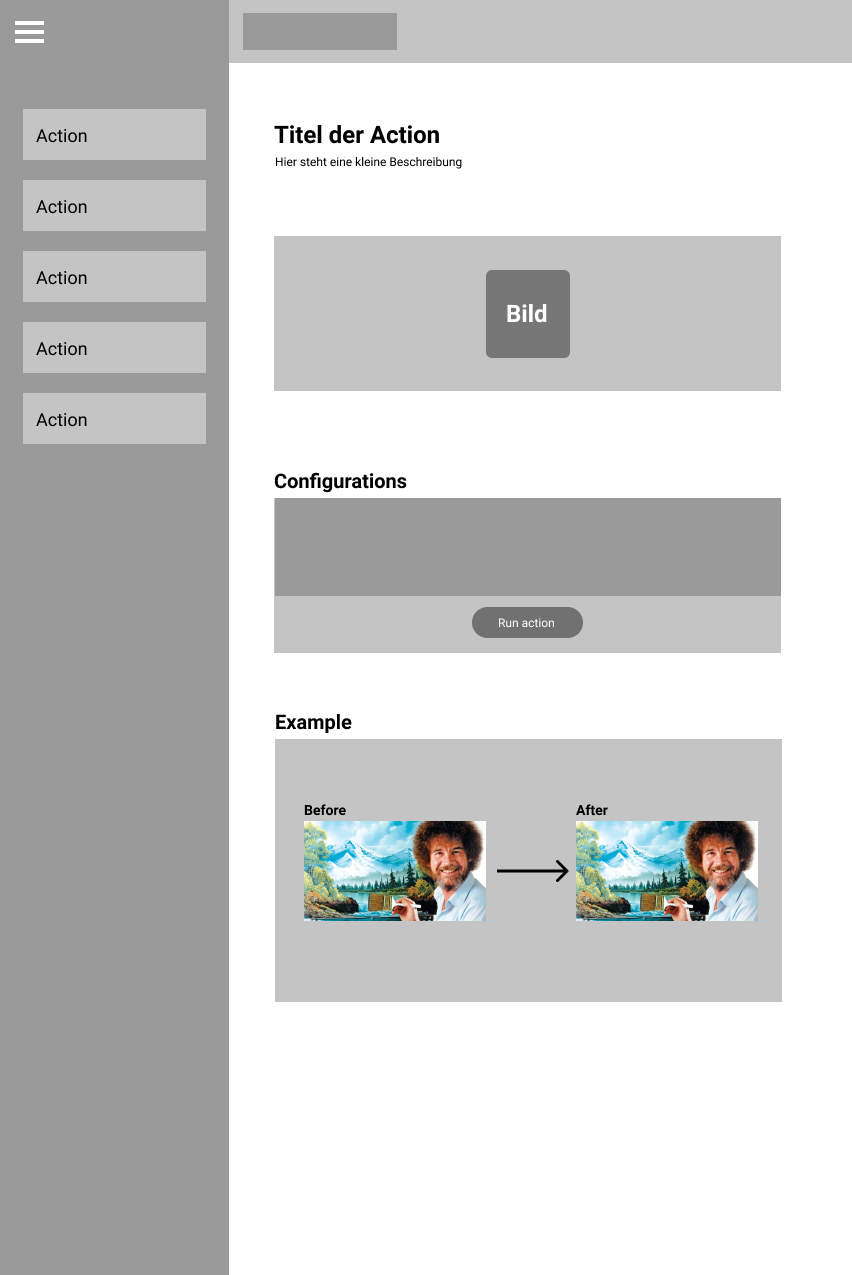 Action
Action
Action
Action
Action
Titel der Action
Hier steht eine kleine Beschreibung
Bild
Configurations
Run action
Example
Before
After